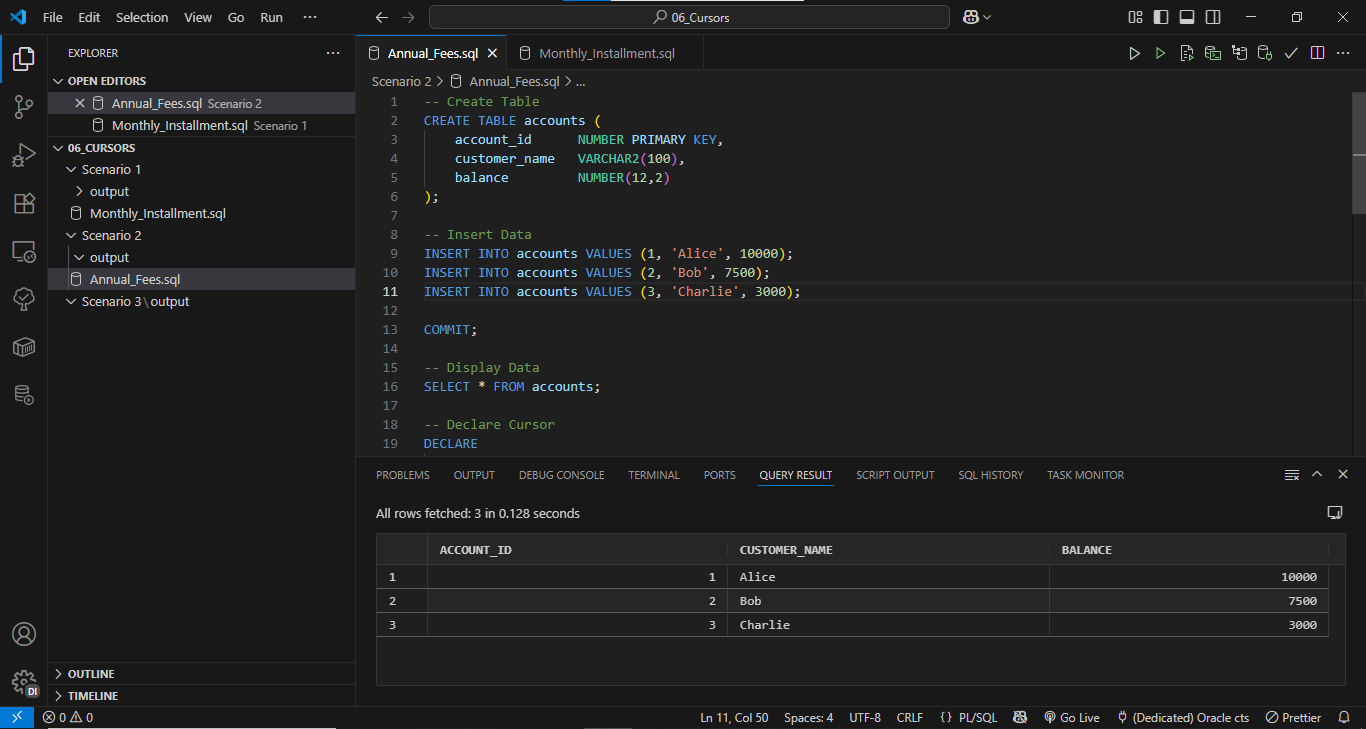 File Edit Selection View Go Run ···
06_Cursors
EXPLORER ···
OPEN EDITORS
Annual_Fees.sql Scenario 2
Monthly_Installment.sql Scenario 1
06_CURSORS
Scenario 1
output
Monthly_Installment.sql
Scenario 2
output
Annual_Fees.sql
Scenario 3\output
OUTLINE
TIMELINE
Annual_Fees.sql Monthly_Installment.sql
Scenario 2 > Annual_Fees.sql > ...
1 -- Create Table
2 CREATE TABLE accounts (
3 account_id NUMBER PRIMARY KEY,
4 customer_name VARCHAR2(100),
5 balance NUMBER(12,2)
6 );
7
8 -- Insert Data
9 INSERT INTO accounts VALUES (1, 'Alice', 10000);
10 INSERT INTO accounts VALUES (2, 'Bob', 7500);
11 INSERT INTO accounts VALUES (3, 'Charlie', 3000);
12
13 COMMIT;
14
15 -- Display Data
16 SELECT * FROM accounts;
17
18 -- Declare Cursor
19 DECLARE
PROBLEMS OUTPUT DEBUG CONSOLE TERMINAL PORTS QUERY RESULT SCRIPT OUTPUT SQL HISTORY TASK MONITOR
All rows fetched: 3 in 0.128 seconds
ACCOUNT_ID CUSTOMER_NAME BALANCE
1 1 Alice 10000
2 2 Bob 7500
3 3 Charlie 3000
DI
0 0 Ln 11, Col 50 Spaces: 4 UTF-8 CRLF {} PL/SQL Go Live (Dedicated) Oracle cts Prettier